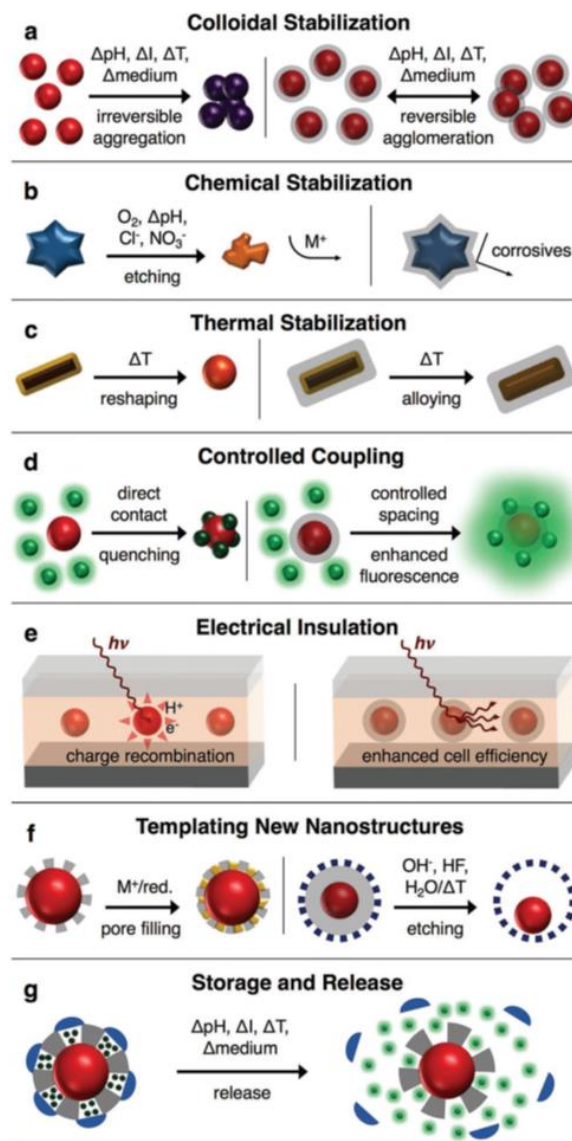 a
Colloidal Stabilization
ΔpH, ΔI, ΔT,
Δmedium
irreversible
aggregation
ΔpH, ΔI, ΔT,
Δmedium
reversible
agglomeration
b
Chemical Stabilization
O₂, ΔpH,
Cl⁻, NO₃⁻
etching
M⁺
corrosives
c
Thermal Stabilization
ΔT
reshaping
ΔT
alloying
d
Controlled Coupling
direct
contact
quenching
controlled
spacing
enhanced
fluorescence
e
Electrical Insulation
hν
H⁺
e⁻
charge recombination
hν
enhanced cell efficiency
f
Templating New Nanostructures
M⁺/red.
pore filling
OH⁻, HF,
H₂O/ΔT
etching
g
Storage and Release
ΔpH, ΔI, ΔT,
Δmedium
release